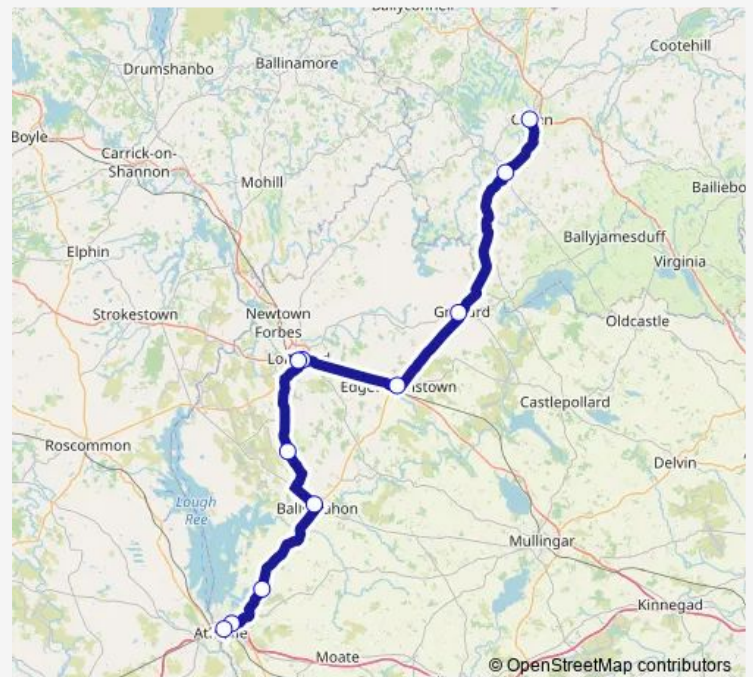 Cootehill
Drumshanbo
Ballinamore
Boyle
Carrick-on-
Shannon
Mohill
Bailiebo
Elphin
Ballyjamesduff
Virginia
Strokestown
Newtown
Forbes
Oldcastle
Castlepollard
Roscommon
Delvin
Lough
Ree
Mullingar
Kinnegad
Moate
© OpenStreetMap contributors